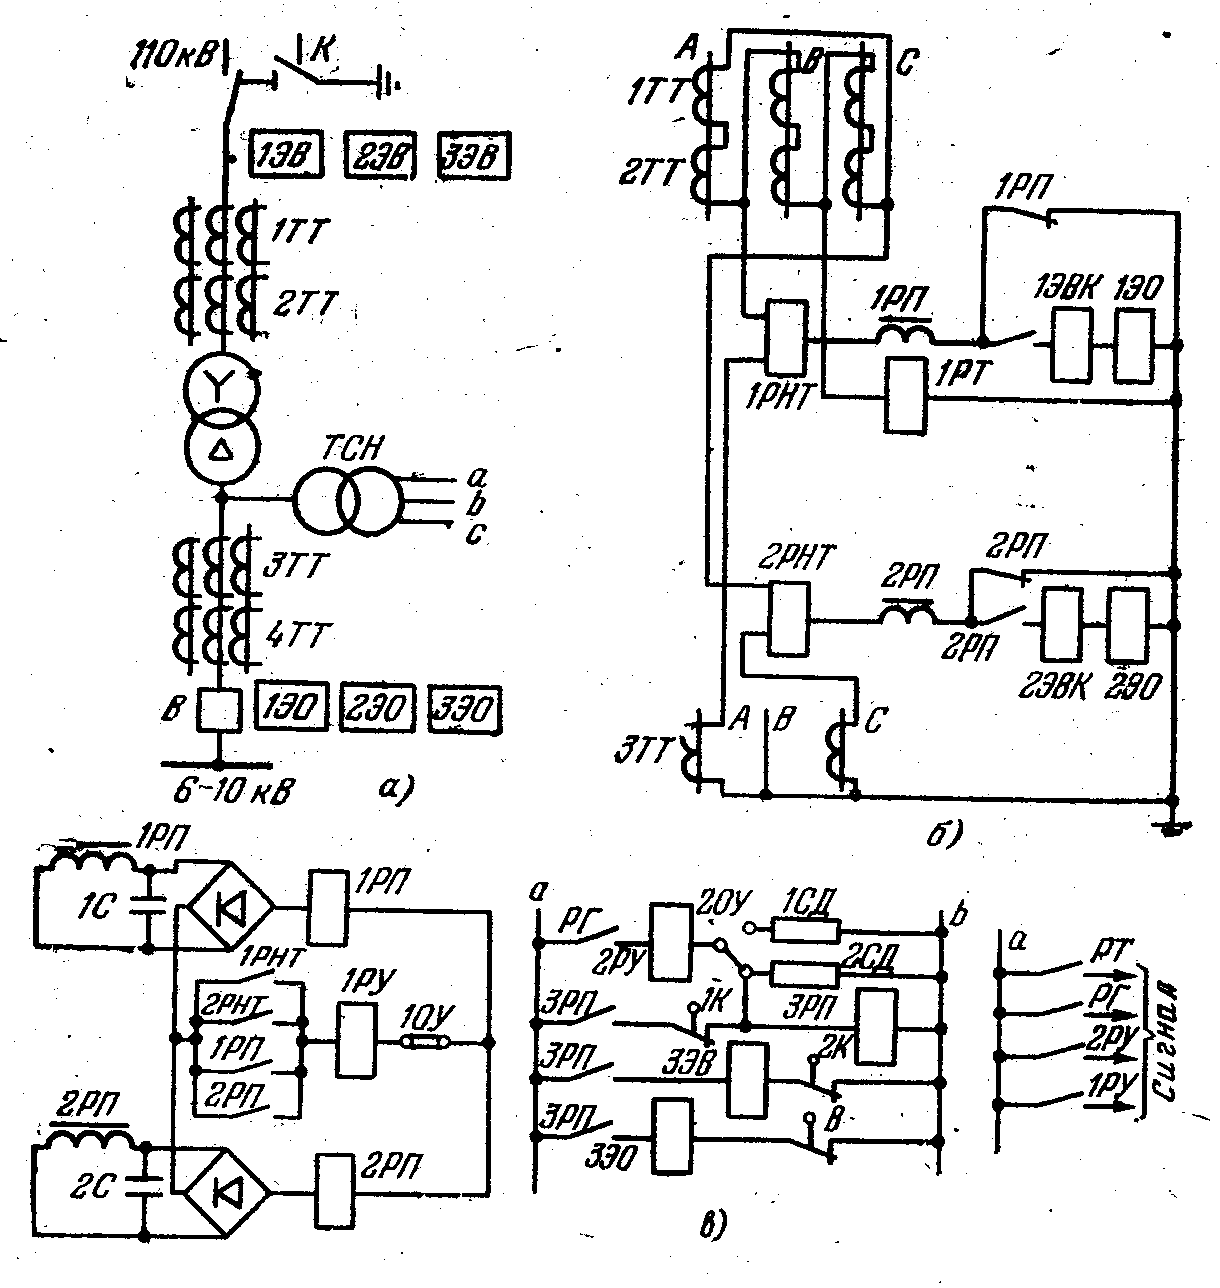 110кВ К
1ЭВ 2ЭВ 3ЭВ
1ТТ
2ТТ
ТСН
a
b
c
3ТТ
4ТТ
В 1ЭО 2ЭО 3ЭО
6-10 кВ а)
А В С
1ТТ
2ТТ
1РП
1РП 1ЭВК 1ЭО
1РНТ 1РТ
2РНТ 2РП 2РП
2РП 2ЭВК 2ЭО
3ТТ А В С
б)
1РП
1С 1РП
1РНТ
2РНТ 1РУ 1ОУ
1РП
2РП
2РП
2С 2РП
a РГ 2РУ 2ОУ 1СД b
2СД
3РП 1К 3РП
3РП 3ЭВ 2К
3РП 3ЭО В
a РТ
РГ
2РУ
1РУ
Сигнал
в)